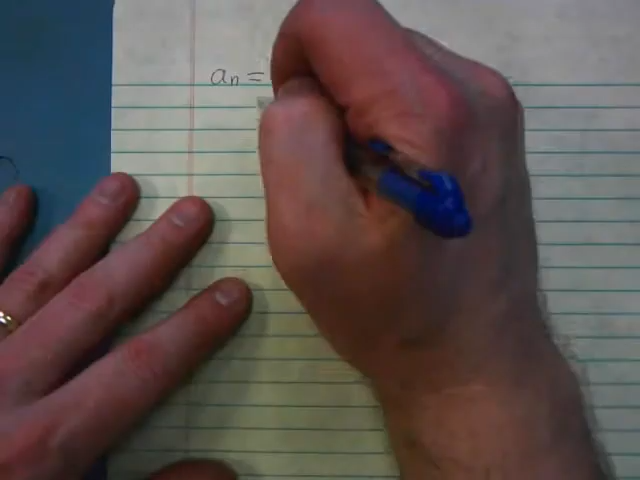 aₙ =